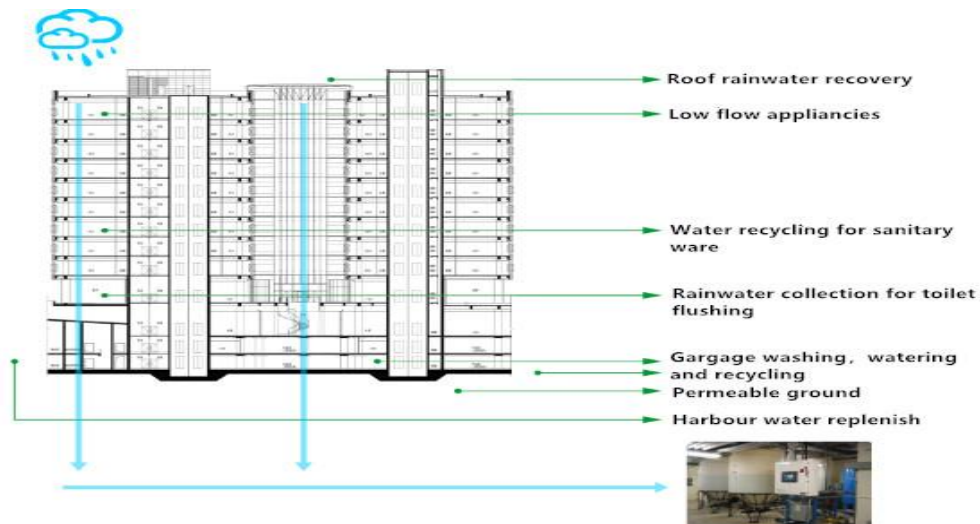 Roof rainwater recovery
Low flow appliancies
Water recycling for sanitary
ware
Rainwater collection for toilet
flushing
Gargage washing, watering
and recycling
Permeable ground
Harbour water replenish